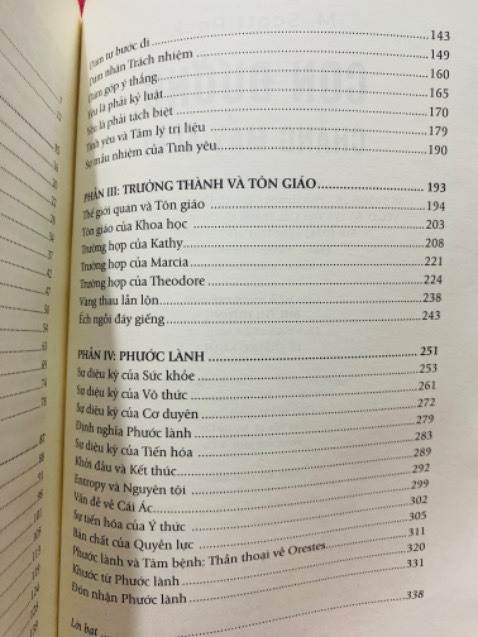 Dám tự bước đi 143
Dám nhận Trách nhiệm 149
Dám góp ý thẳng 160
Yêu là phải kỷ luật 165
Yêu là phải tách biệt 170
Tình yêu và Tâm lý trị liệu 179
Sự mầu nhiệm của Tình yêu 190
PHẦN III: TRƯỞNG THÀNH VÀ TÔN GIÁO 193
Thế giới quan và Tôn giáo 194
Tôn giáo của Khoa học 203
Trường hợp của Kathy 208
Trường hợp của Marcia 221
Trường hợp của Theodore 224
Vàng thau lẫn lộn 238
Ếch ngồi đáy giếng 243
PHẦN IV: PHƯỚC LÀNH 251
Sự diệu kỳ của Sức khỏe 253
Sự diệu kỳ của Vô thức 261
Sự diệu kỳ của Cơ duyên 272
Định nghĩa Phước lành 279
Sự diệu kỳ của Tiến hóa 283
Khởi đầu và Kết thúc 289
Entropy và Nguyên tội 292
Vấn đề về Cái Ác 299
Sự tiến hóa của Ý thức 302
Bản chất của Quyền lực 305
Phước lành và Tâm bệnh: Thần thoại về Orestes 311
Khước từ Phước lành 320
Đón nhận Phước lành 331
Lời bạt 338